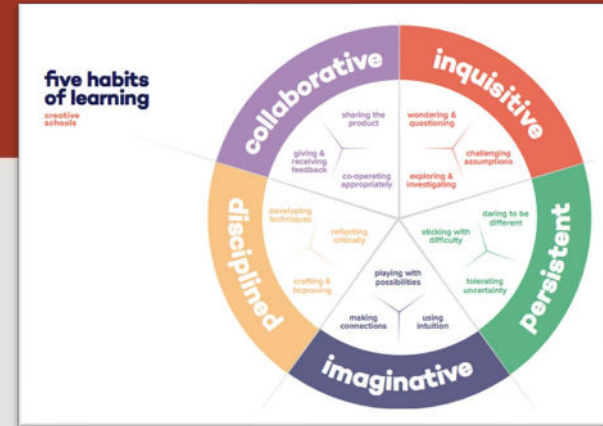 five habits
of learning
creative
schools
collaborative
sharing the
product
giving &
receiving
feedback
co-operating
appropriately
inquisitive
wondering &
questioning
challenging
assumptions
exploring &
investigating
persistent
daring to be
different
sticking with
difficulty
tolerating
uncertainty
imaginative
playing with
possibilities
making
connections
using
intuition
disciplined
developing
techniques
reflecting
critically
crafting &
improving